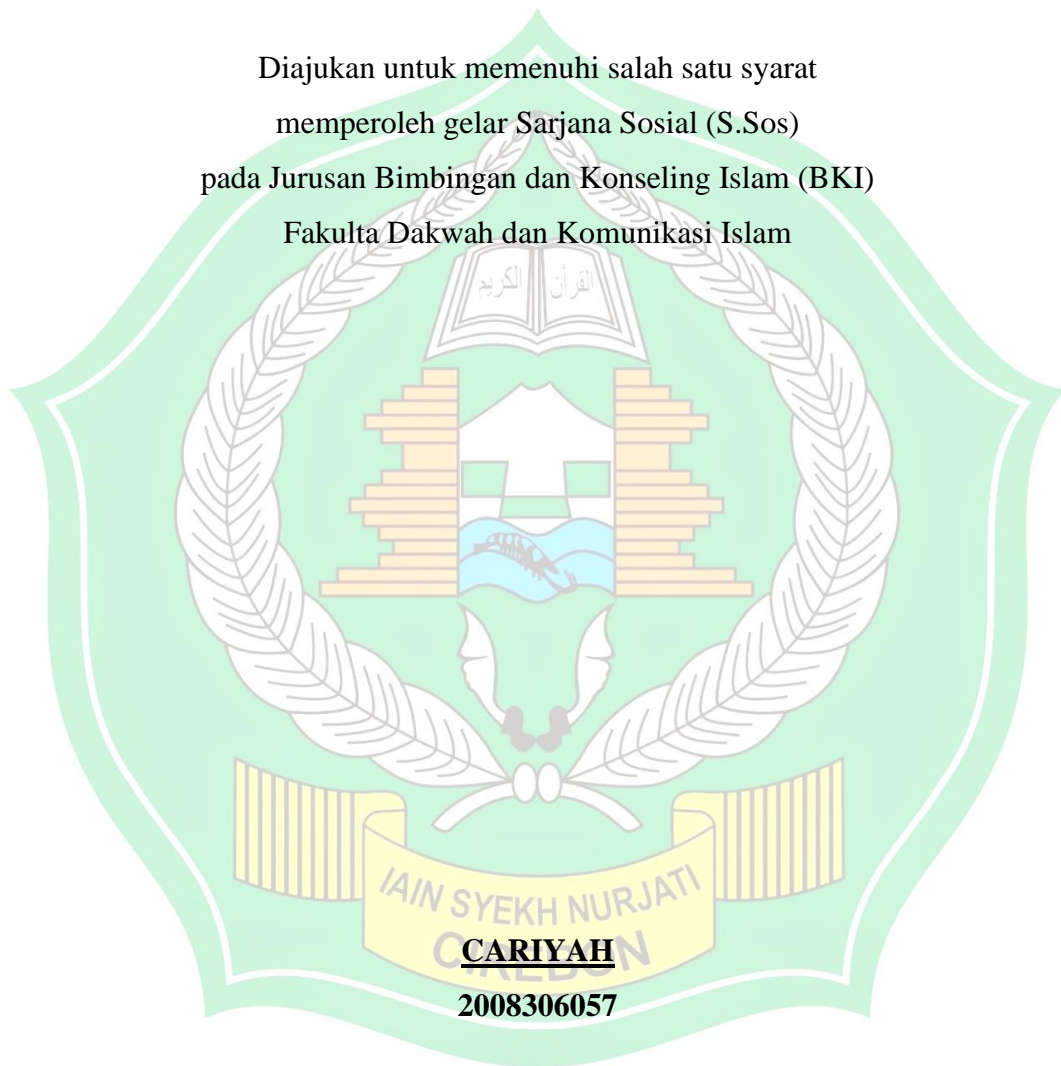 Diajukan untuk memenuhi salah satu syarat
memperoleh gelar Sarjana Sosial (S.Sos)
pada Jurusan Bimbingan dan Konseling Islam (BKI)
Fakulta Dakwah dan Komunikasi Islam
القرآن الكريم
IAIN SYEKH NURJATI
CIREBON
CARIYAH
2008306057